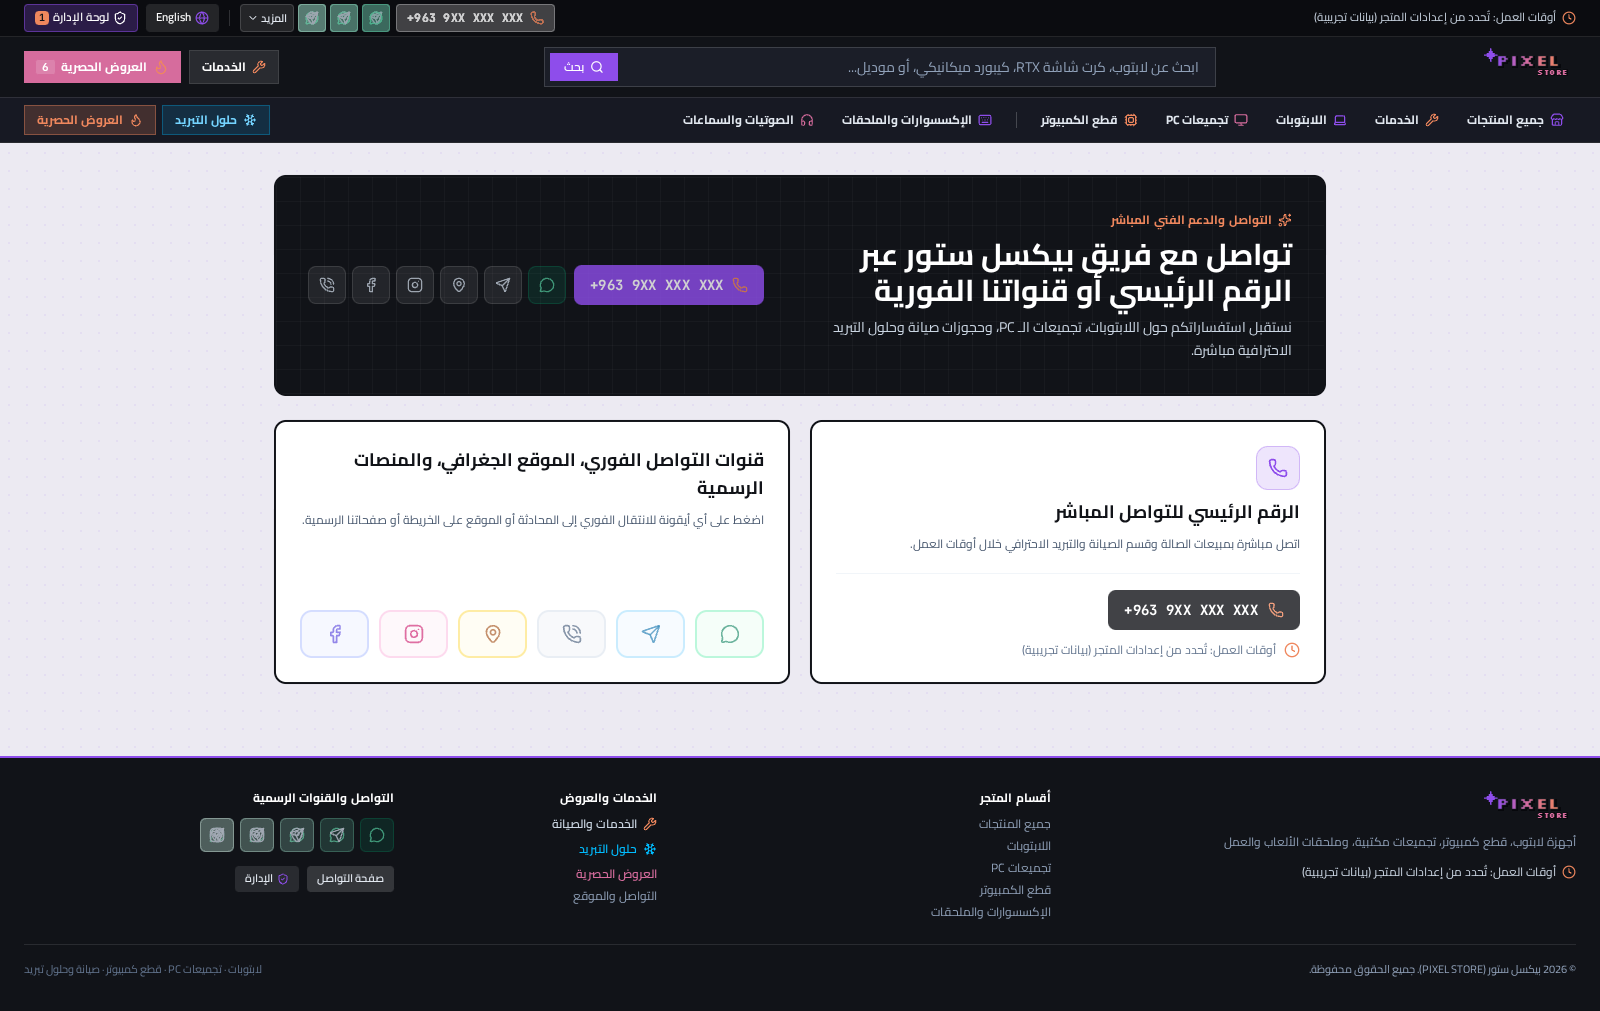 أوقات العمل: تُحدد من إعدادات المتجر (بيانات تجريبية)
+963 9XX XXX XXX
المزيد
English
لوحة الإدارة 1
PIXEL
STORE
ابحث عن لابتوب، كرت شاشة RTX، كيبورد ميكانيكي، أو موديل...
بحث
الخدمات
العروض الحصرية 6
جميع المنتجات
الخدمات
اللابتوبات
تجميعات PC
قطع الكمبيوتر
الإكسسوارات والملحقات
الصوتيات والسماعات
حلول التبريد
العروض الحصرية
التواصل والدعم الفني المباشر
تواصل مع فريق بيكسل ستور عبر
الرقم الرئيسي أو قنواتنا الفورية
نستقبل استفساراتكم حول اللابتوبات، تجميعات الـ PC، وحجوزات صيانة وحلول التبريد
الاحترافية مباشرة.
+963 9XX XXX XXX
الرقم الرئيسي للتواصل المباشر
اتصل مباشرة بمبيعات الصالة وقسم الصيانة والتبريد الاحترافي خلال أوقات العمل.
+963 9XX XXX XXX
أوقات العمل: تُحدد من إعدادات المتجر (بيانات تجريبية)
قنوات التواصل الفوري، الموقع الجغرافي، والمنصات
الرسمية
اضغط على أي أيقونة للانتقال الفوري إلى المحادثة أو الموقع على الخريطة أو صفحاتنا الرسمية.
PIXEL
STORE
أجهزة لابتوب، قطع كمبيوتر، تجميعات مكتبية، وملحقات الألعاب والعمل
أوقات العمل: تُحدد من إعدادات المتجر (بيانات تجريبية)
أقسام المتجر
جميع المنتجات
اللابتوبات
تجميعات PC
قطع الكمبيوتر
الإكسسوارات والملحقات
الخدمات والعروض
الخدمات والصيانة
حلول التبريد
العروض الحصرية
التواصل والموقع
التواصل والقنوات الرسمية
صفحة التواصل
الإدارة
© 2026 بيكسل ستور (PIXEL STORE). جميع الحقوق محفوظة.
لابتوبات · تجميعات PC · قطع كمبيوتر · صيانة وحلول تبريد